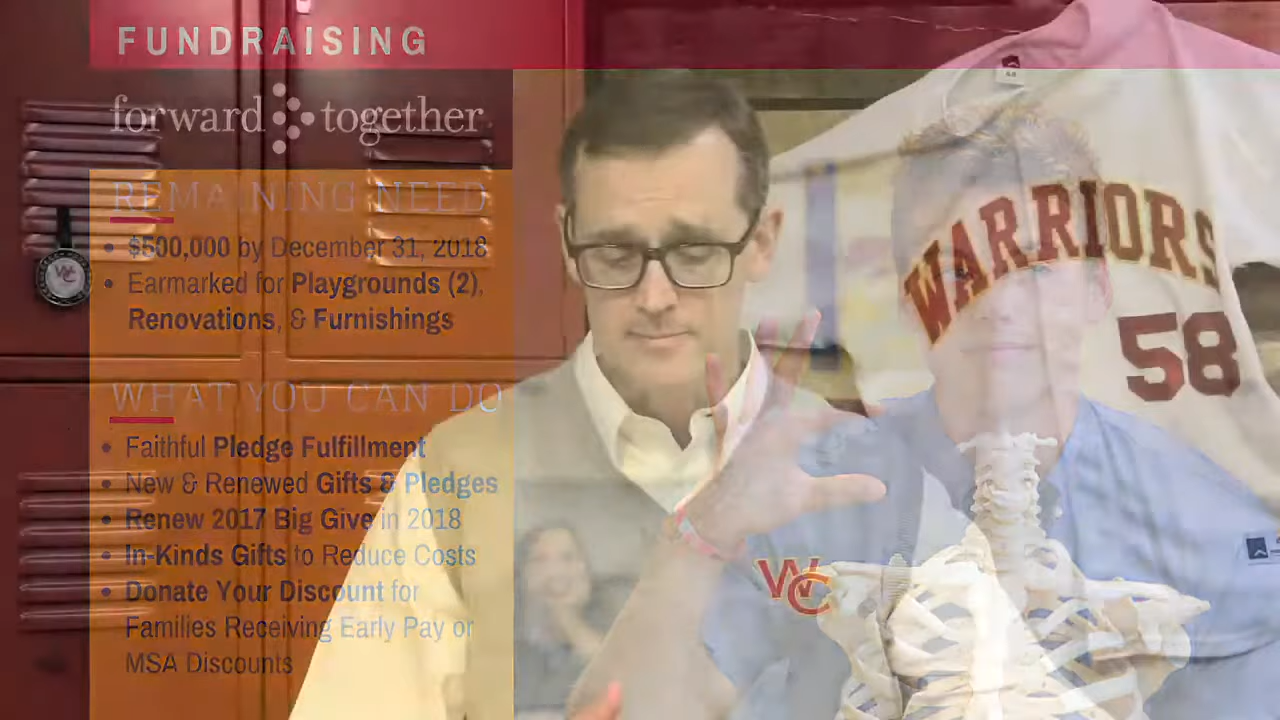 FUNDRAISING
forward together
REMAINING NEED
• $500,000 by December 31, 2018
• Earmarked for Playgrounds (2),
Renovations, & Furnishings
WHAT YOU CAN DO
• Faithful Pledge Fulfillment
• New & Renewed Gifts & Pledges
• Renew 2017 Big Give in 2018
• In-Kinds Gifts to Reduce Costs
• Donate Your Discount for
Families Receiving Early Pay or
MSA Discounts
WARRIORS
58
WC
WC